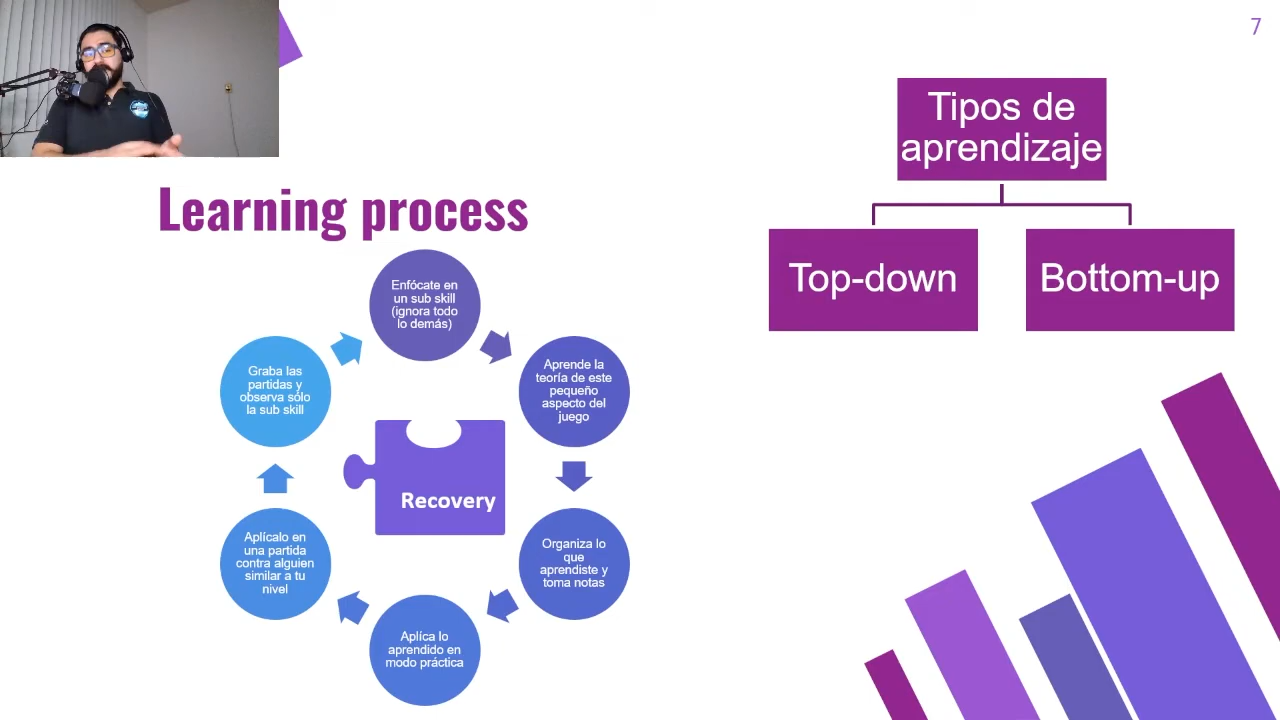 7
Tipos de
aprendizaje
Top-down
Bottom-up
Learning process
Enfócate en
un sub skill
(ignora todo
lo demás)
Aprende la
teoría de este
pequeño
aspecto del
juego
Organiza lo
que
aprendiste y
toma notas
Aplíca lo
aprendido en
modo práctica
Aplícalo en
una partida
contra alguien
similar a tu
nivel
Graba las
partidas y
observa sólo
la sub skill
Recovery